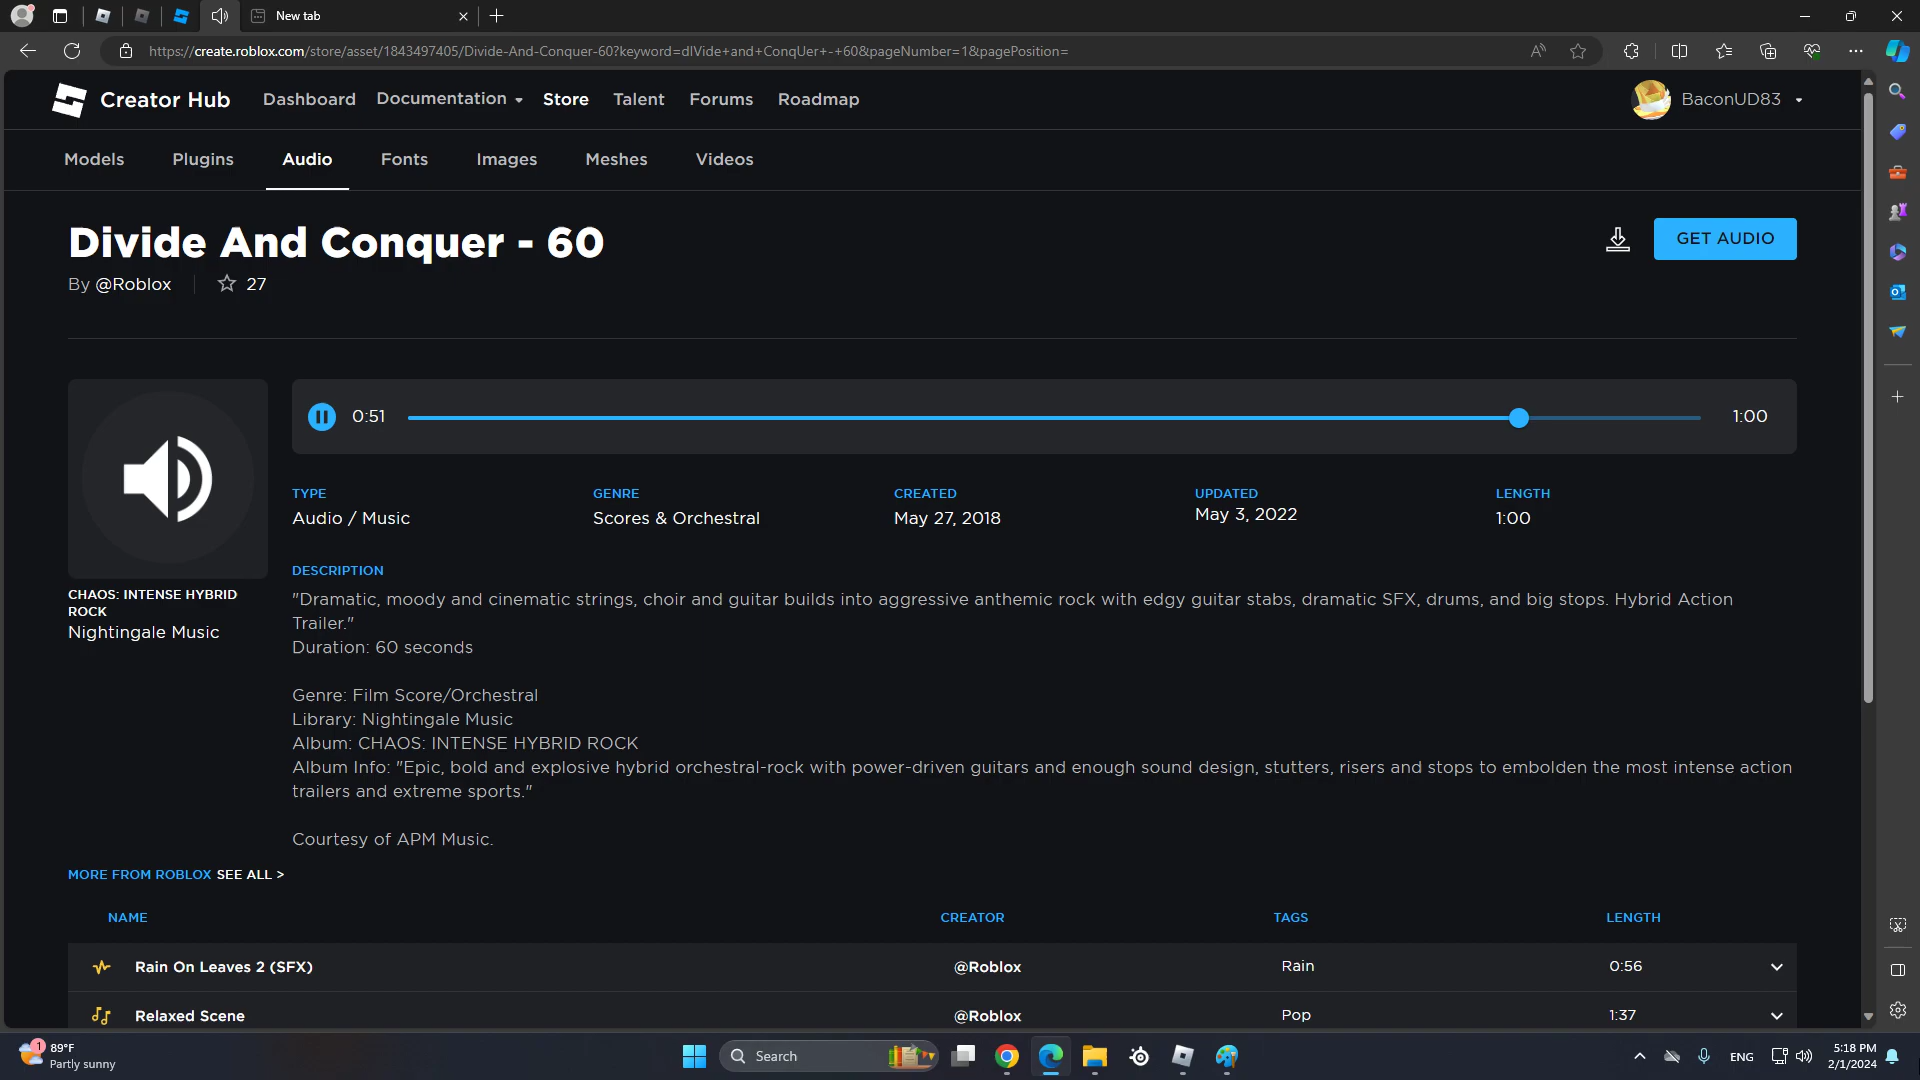 New tab
https://create.roblox.com/store/asset/1843497405/Divide-And-Conquer-60?keyword=dIVide+and+ConqUer+-+60&pageNumber=1&pagePosition=
Creator Hub
Dashboard
Documentation
Store
Talent
Forums
Roadmap
BaconUD83
Models
Plugins
Audio
Fonts
Images
Meshes
Videos
Divide And Conquer - 60
GET AUDIO
By @Roblox
27
0:51
1:00
TYPE
GENRE
CREATED
UPDATED
LENGTH
Audio / Music
Scores & Orchestral
May 27, 2018
May 3, 2022
1:00
CHAOS: INTENSE HYBRID
ROCK
Nightingale Music
DESCRIPTION
"Dramatic, moody and cinematic strings, choir and guitar builds into aggressive anthemic rock with edgy guitar stabs, dramatic SFX, drums, and big stops. Hybrid Action
Trailer."
Duration: 60 seconds
Genre: Film Score/Orchestral
Library: Nightingale Music
Album: CHAOS: INTENSE HYBRID ROCK
Album Info: "Epic, bold and explosive hybrid orchestral-rock with power-driven guitars and enough sound design, stutters, risers and stops to embolden the most intense action
trailers and extreme sports."
Courtesy of APM Music.
MORE FROM ROBLOX SEE ALL >
NAME
CREATOR
TAGS
LENGTH
Rain On Leaves 2 (SFX)
@Roblox
Rain
0:56
Relaxed Scene
@Roblox
Pop
1:37
1
89°F
Partly sunny
Search
ENG
5:18 PM
2/1/2024